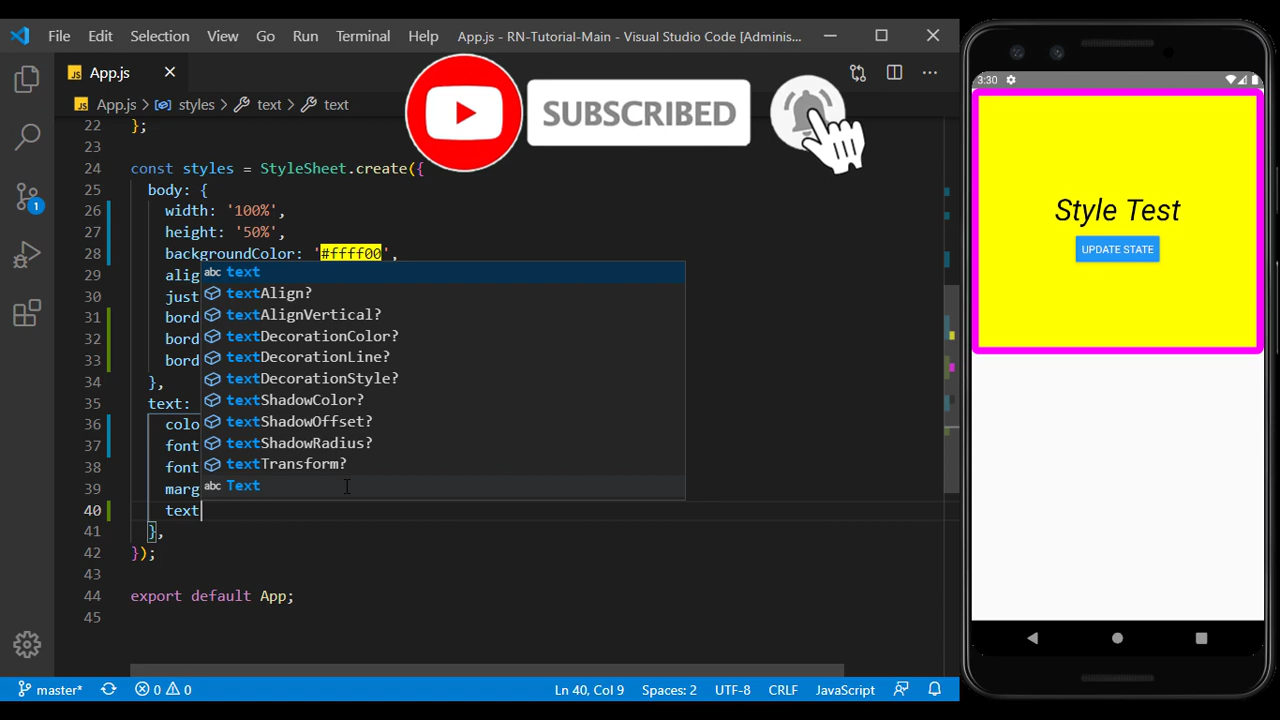 File Edit Selection View Go Run Terminal Help App.js - RN-Tutorial-Main - Visual Studio Code [Adminis...
JS App.js
JS App.js > styles > text > text
SUBSCRIBED
22 };
23
24 const styles = StyleSheet.create({
25 body: {
26 width: '100%',
27 height: '50%',
28 backgroundColor: '#ffff00',
29 alig
30 just
31 bord
32 bord
33 bord
34 },
35 text:
36 colo
37 font
38 font
39 marg
40 text
41 },
42 });
43
44 export default App;
45
abc text
textAlign?
textAlignVertical?
textDecorationColor?
textDecorationLine?
textDecorationStyle?
textShadowColor?
textShadowOffset?
textShadowRadius?
textTransform?
abc Text
1
master* 0 0 Ln 40, Col 9 Spaces: 2 UTF-8 CRLF JavaScript
3:30
Style Test
UPDATE STATE